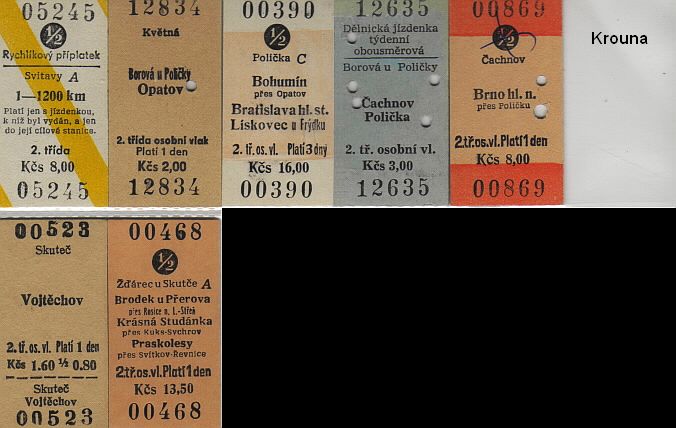 05245
1/2
Rychlíkový příplatek
Svitavy A
1—1200 km
Platí jen s jízdenkou,
k níž byl vydán, a jen
do její cílové stanice.
2. třída
Kčs 8,00
05245
12834
Květná
Borová u Poličky
Opatov
2. třída osobní vlak
Platí 1 den
Kčs 2,00
12834
00390
1/2
Polička C
Bohumín
přes Opatov
Bratislava hl. st.
Lískovec u Frýdku
2. tř. os. vl. Platí 3 dny
Kčs 16,00
00390
12635
Dělnická jízdenka
týdenní
obousměrová
Borová u Poličky
Čachnov
Polička
2. tř. osobní vl.
Kčs 3,00
12635
00869
1/2
Čachnov
Brno hl. n.
přes Poličku
2.tř.os.vl.Platí 1 den
Kčs 8,00
00869
Krouna
00523
Skuteč
Vojtěchov
2. tř. os. vl. Platí 1 den
Kčs 1.60 ½ 0.80
Skuteč
Vojtěchov
00523
00468
1/2
Žďárec u Skutče A
Brodek u Přerova
přes Rosice n. L.-Střeň
Krásná Studánka
přes Kuks-Sychrov
Praskolesy
přes Svítkov-Řevnice
2.tř.os.vl.Platí 1 den
Kčs 13,50
00468